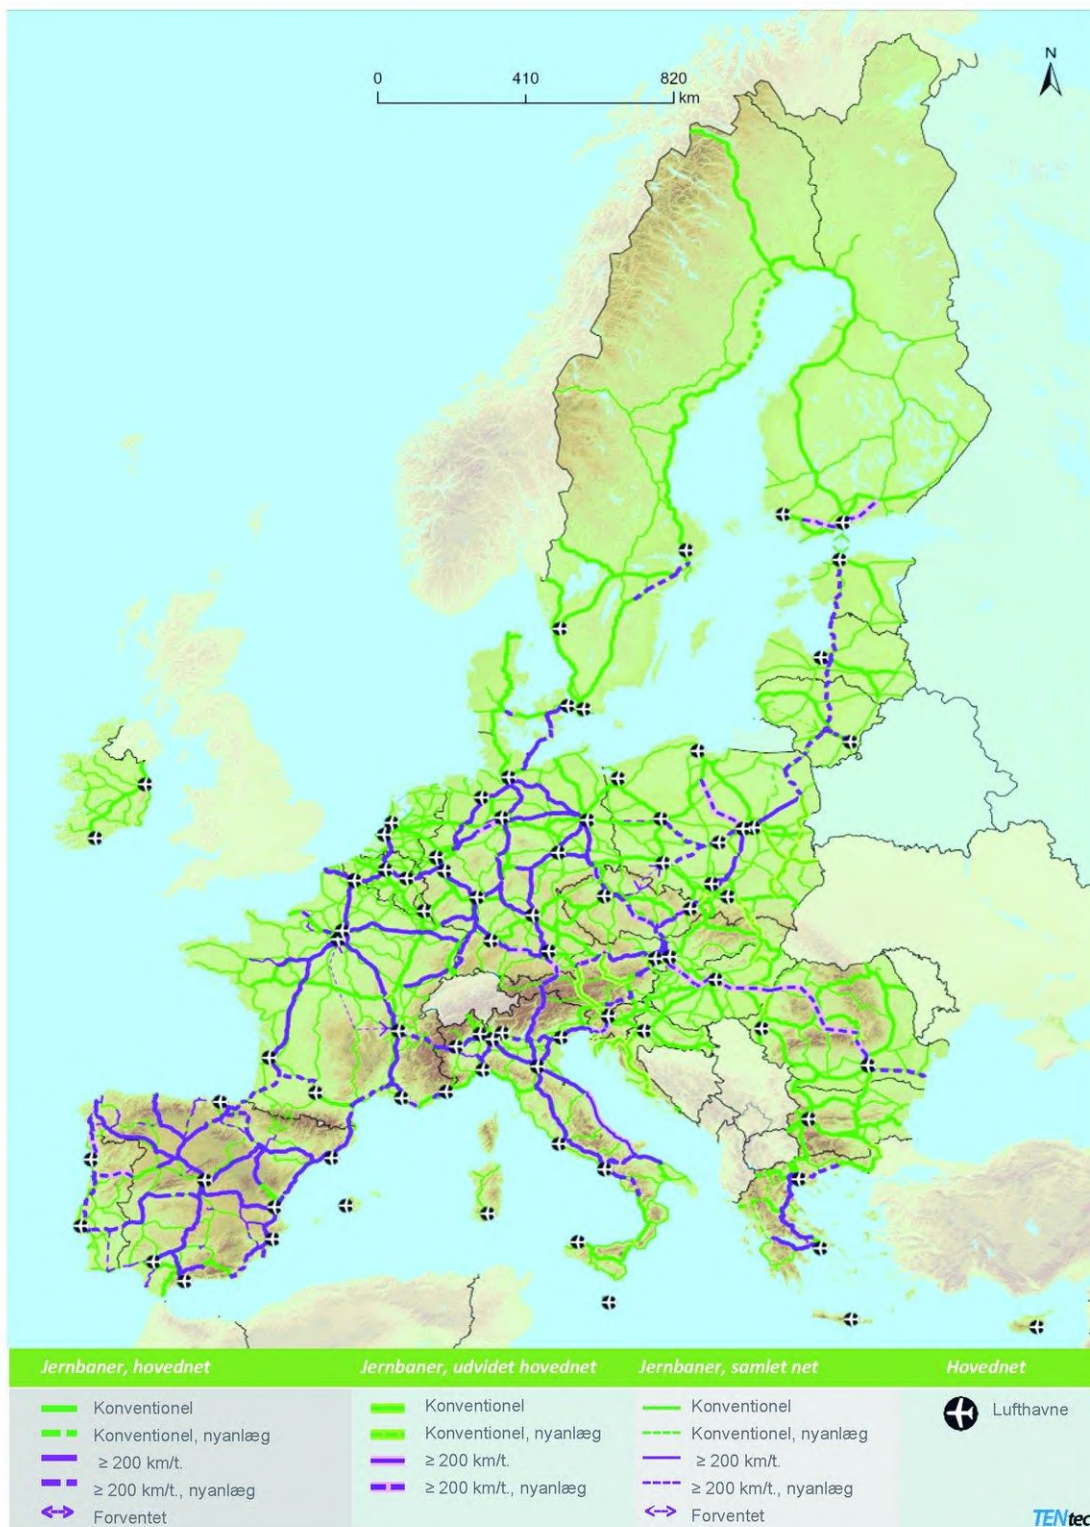 N
0 410 820
km
Jernbaner, hovednet
Konventionel
Konventionel, nyanlæg
≥ 200 km/t.
≥ 200 km/t., nyanlæg
Forventet
Jernbaner, udvidet hovednet
Konventionel
Konventionel, nyanlæg
≥ 200 km/t.
≥ 200 km/t., nyanlæg
Jernbaner, samlet net
Konventionel
Konventionel, nyanlæg
≥ 200 km/t.
≥ 200 km/t., nyanlæg
Forventet
Hovednet
Lufthavne
TENtec